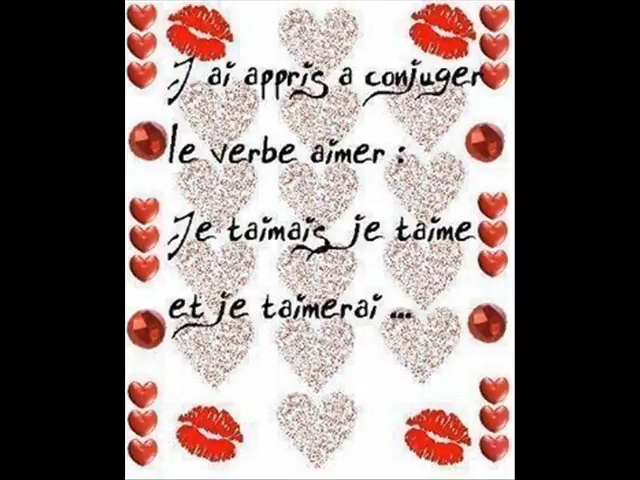 J ai appris a conjuger
le verbe aimer :
Je taimais je taime
et je taimerai ...